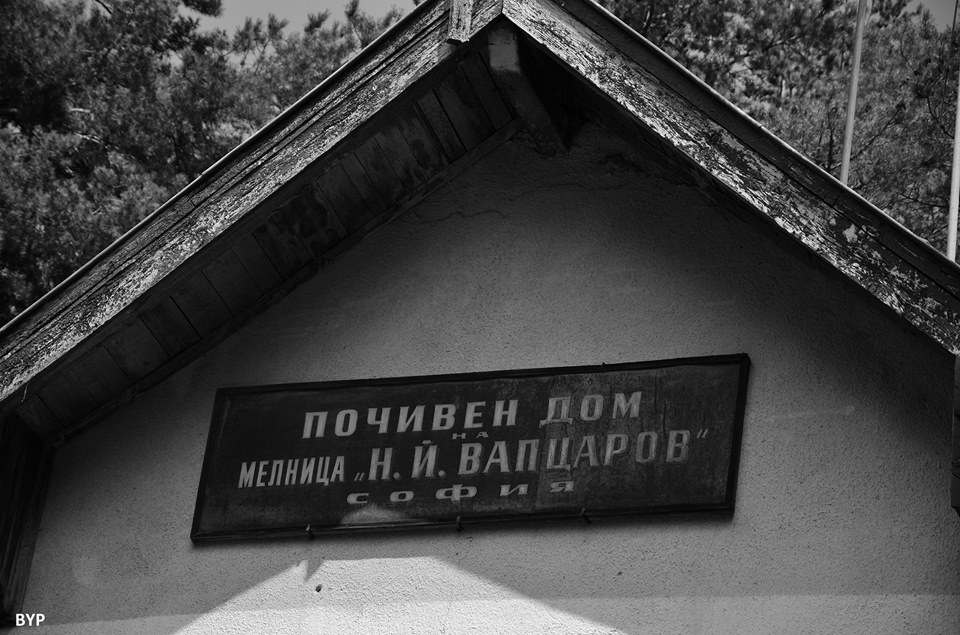 ПОЧИВЕН ДОМ
НА
МЕЛНИЦА „Н. Й. ВАПЦАРОВ"
СОФИЯ
BYP